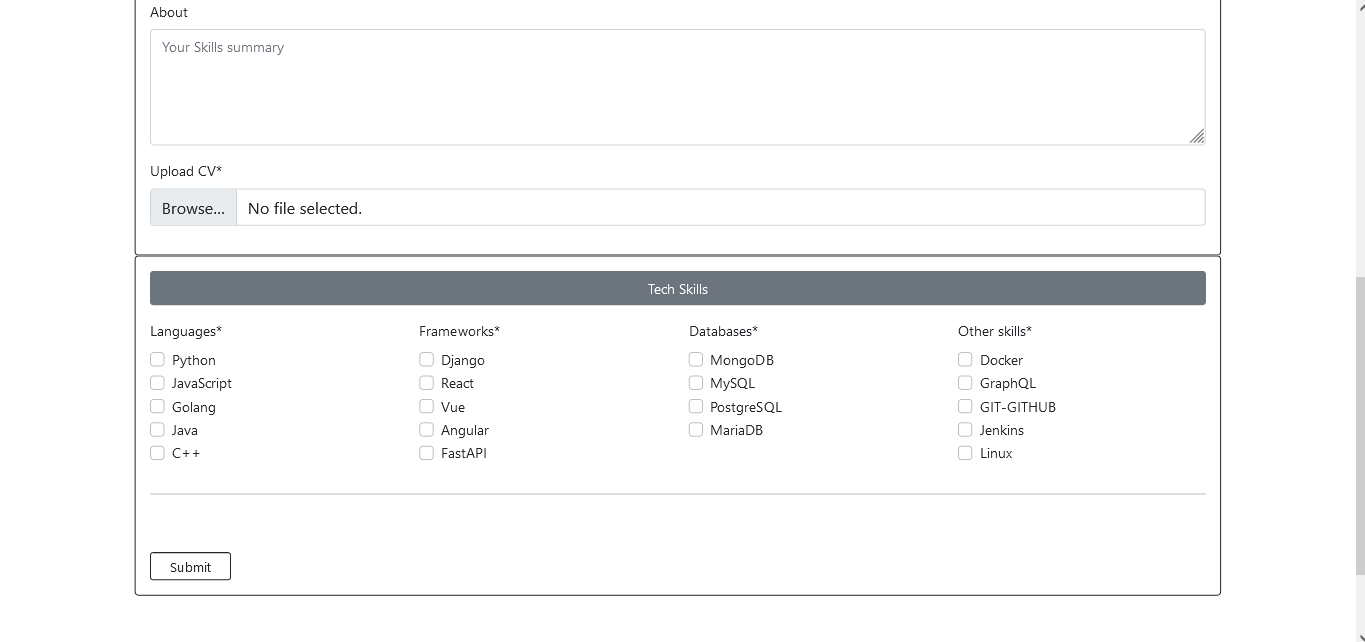 About
Your Skills summary
Upload CV*
Browse... No file selected.
Tech Skills
Languages* Frameworks* Databases* Other skills*
Python Django MongoDB Docker
JavaScript React MySQL GraphQL
Golang Vue PostgreSQL GIT-GITHUB
Java Angular MariaDB Jenkins
C++ FastAPI Linux
Submit